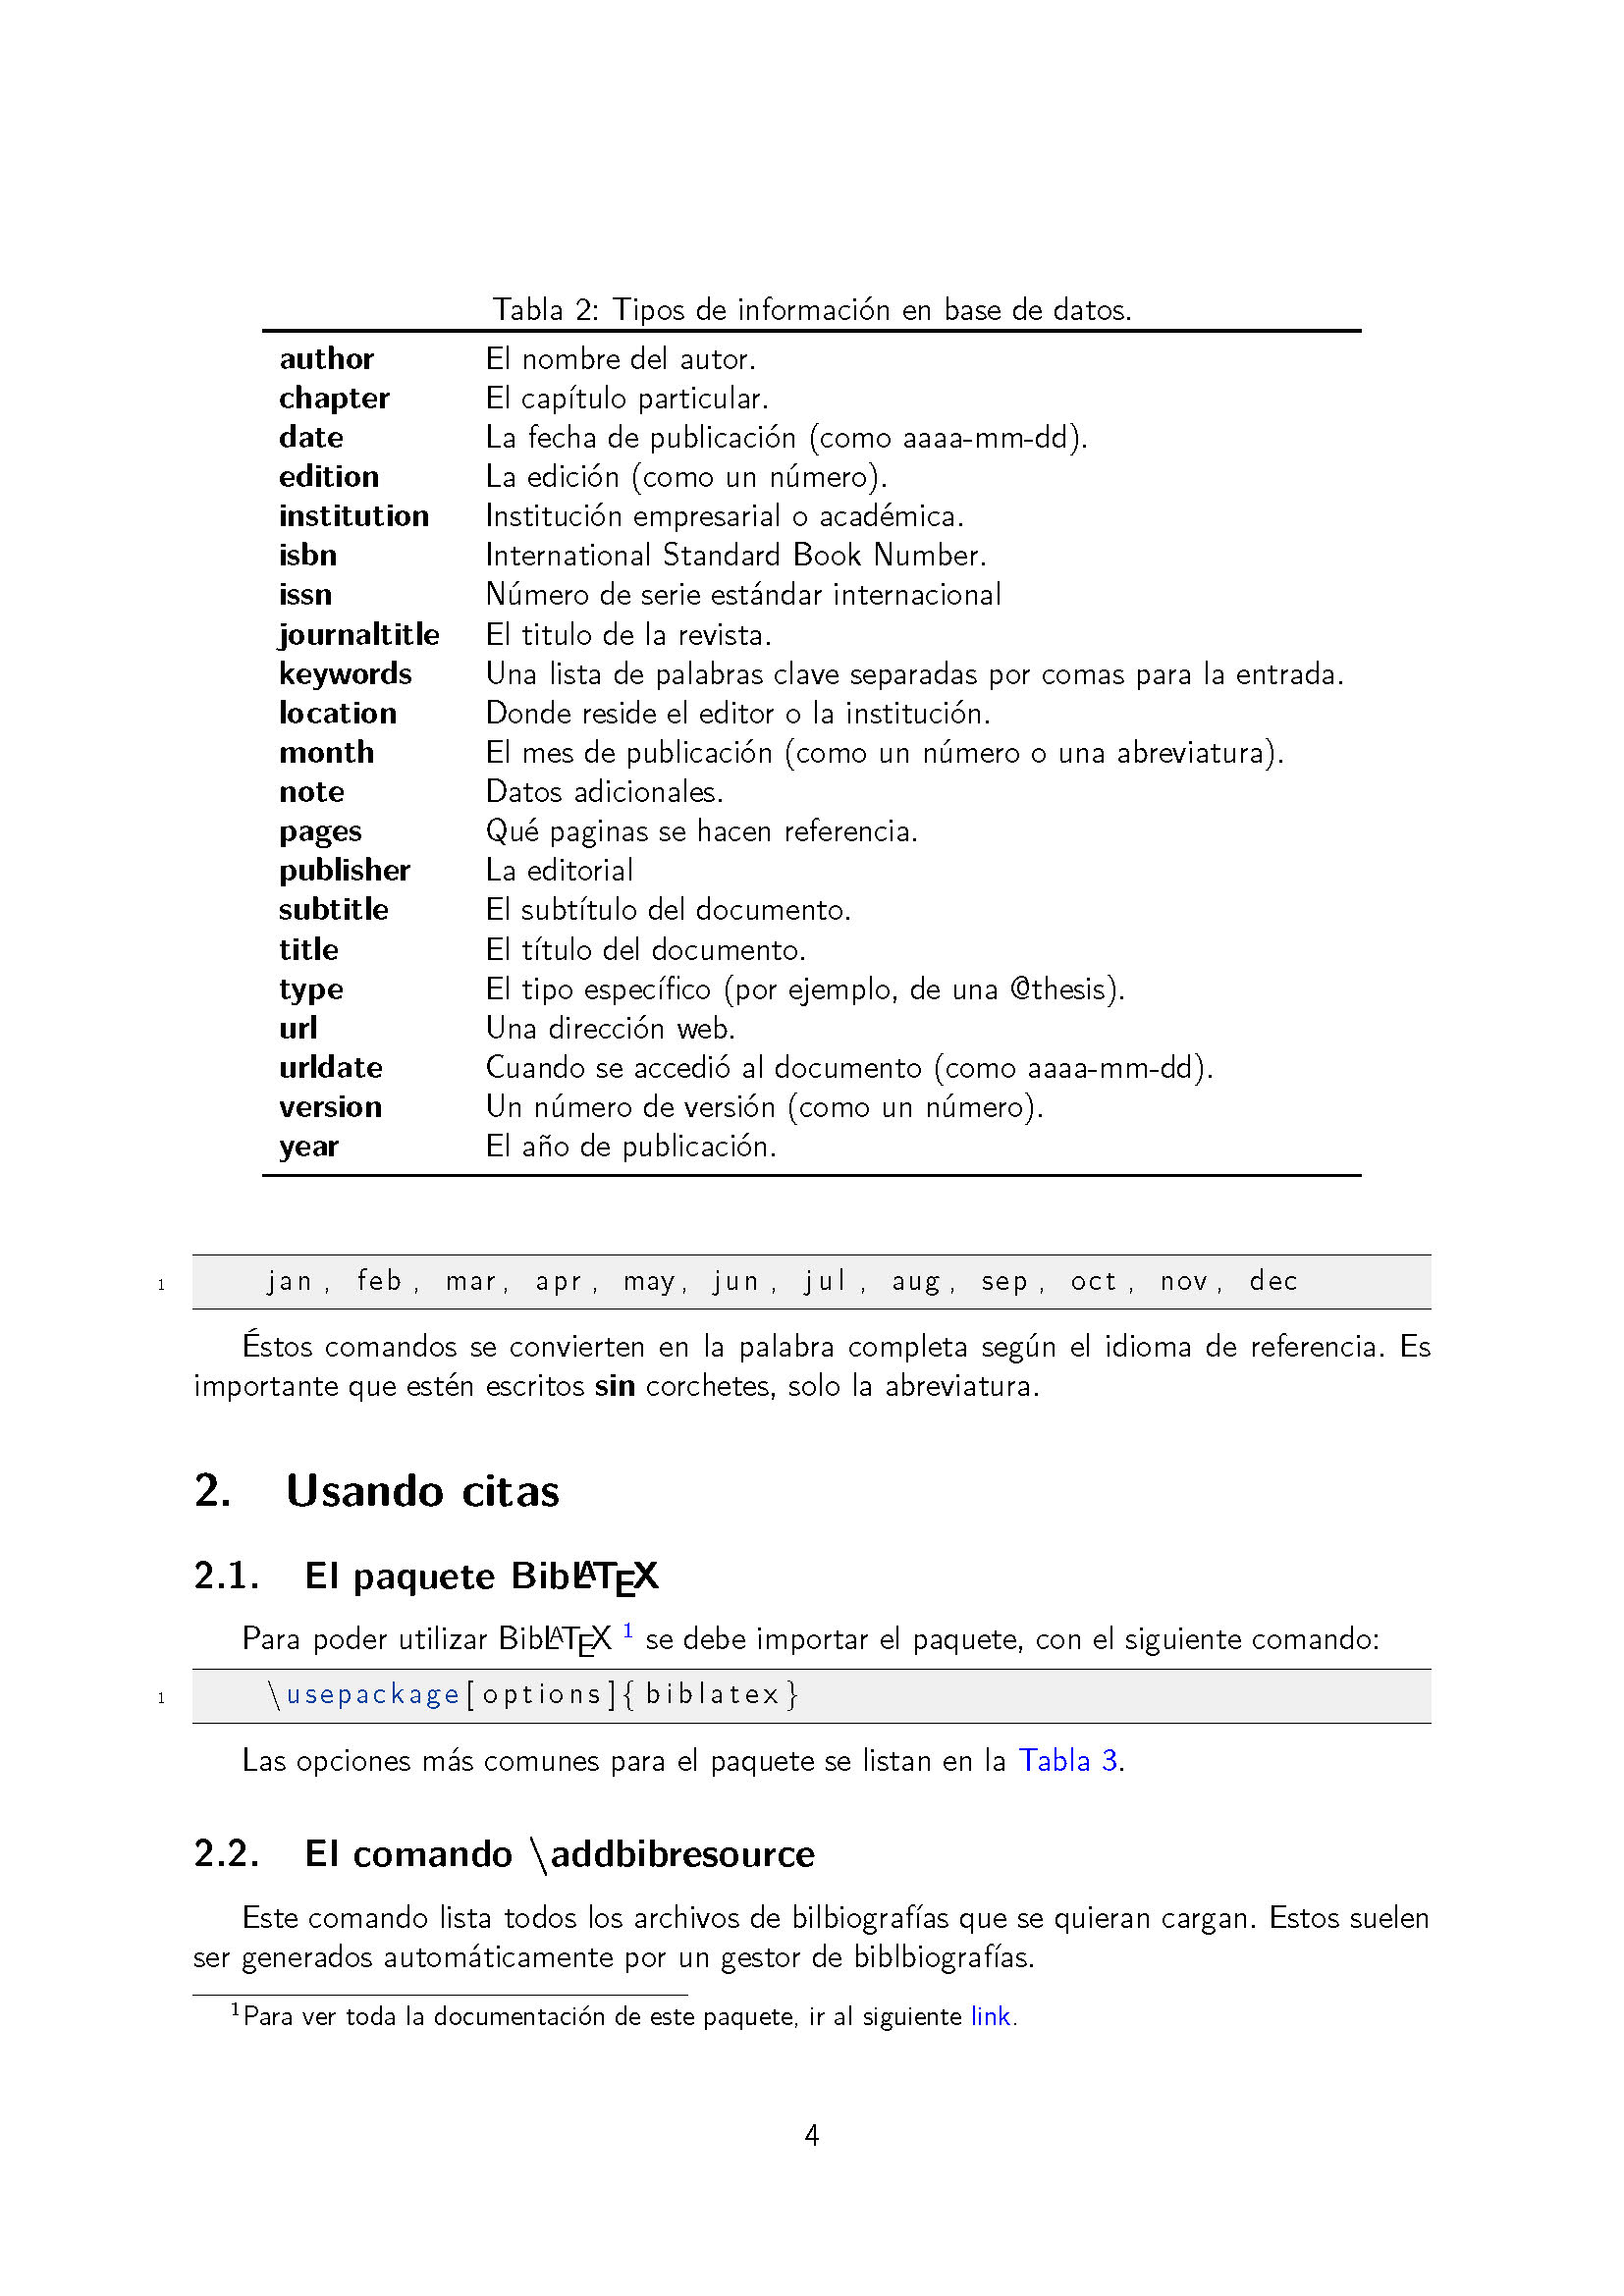 Tabla 2: Tipos de información en base de datos.
author El nombre del autor.
chapter El capítulo particular.
date La fecha de publicación (como aaaa-mm-dd).
edition La edición (como un número).
institution Institución empresarial o académica.
isbn International Standard Book Number.
issn Número de serie estándar internacional
journaltitle El titulo de la revista.
keywords Una lista de palabras clave separadas por comas para la entrada.
location Donde reside el editor o la institución.
month El mes de publicación (como un número o una abreviatura).
note Datos adicionales.
pages Qué paginas se hacen referencia.
publisher La editorial
subtitle El subtítulo del documento.
title El título del documento.
type El tipo específico (por ejemplo, de una @thesis).
url Una dirección web.
urldate Cuando se accedió al documento (como aaaa-mm-dd).
version Un número de versión (como un número).
year El año de publicación.
1 jan, feb, mar, apr, may, jun, jul, aug, sep, oct, nov, dec
Éstos comandos se convierten en la palabra completa según el idioma de referencia. Es
importante que estén escritos sin corchetes, solo la abreviatura.
2. Usando citas
2.1. El paquete BibLATEX
Para poder utilizar BibLATEX 1 se debe importar el paquete, con el siguiente comando:
1 \usepackage[options]{biblatex}
Las opciones más comunes para el paquete se listan en la Tabla 3.
2.2. El comando \addbibresource
Este comando lista todos los archivos de bilbiografías que se quieran cargan. Estos suelen
ser generados automáticamente por un gestor de biblbiografías.
1Para ver toda la documentación de este paquete, ir al siguiente link.
4